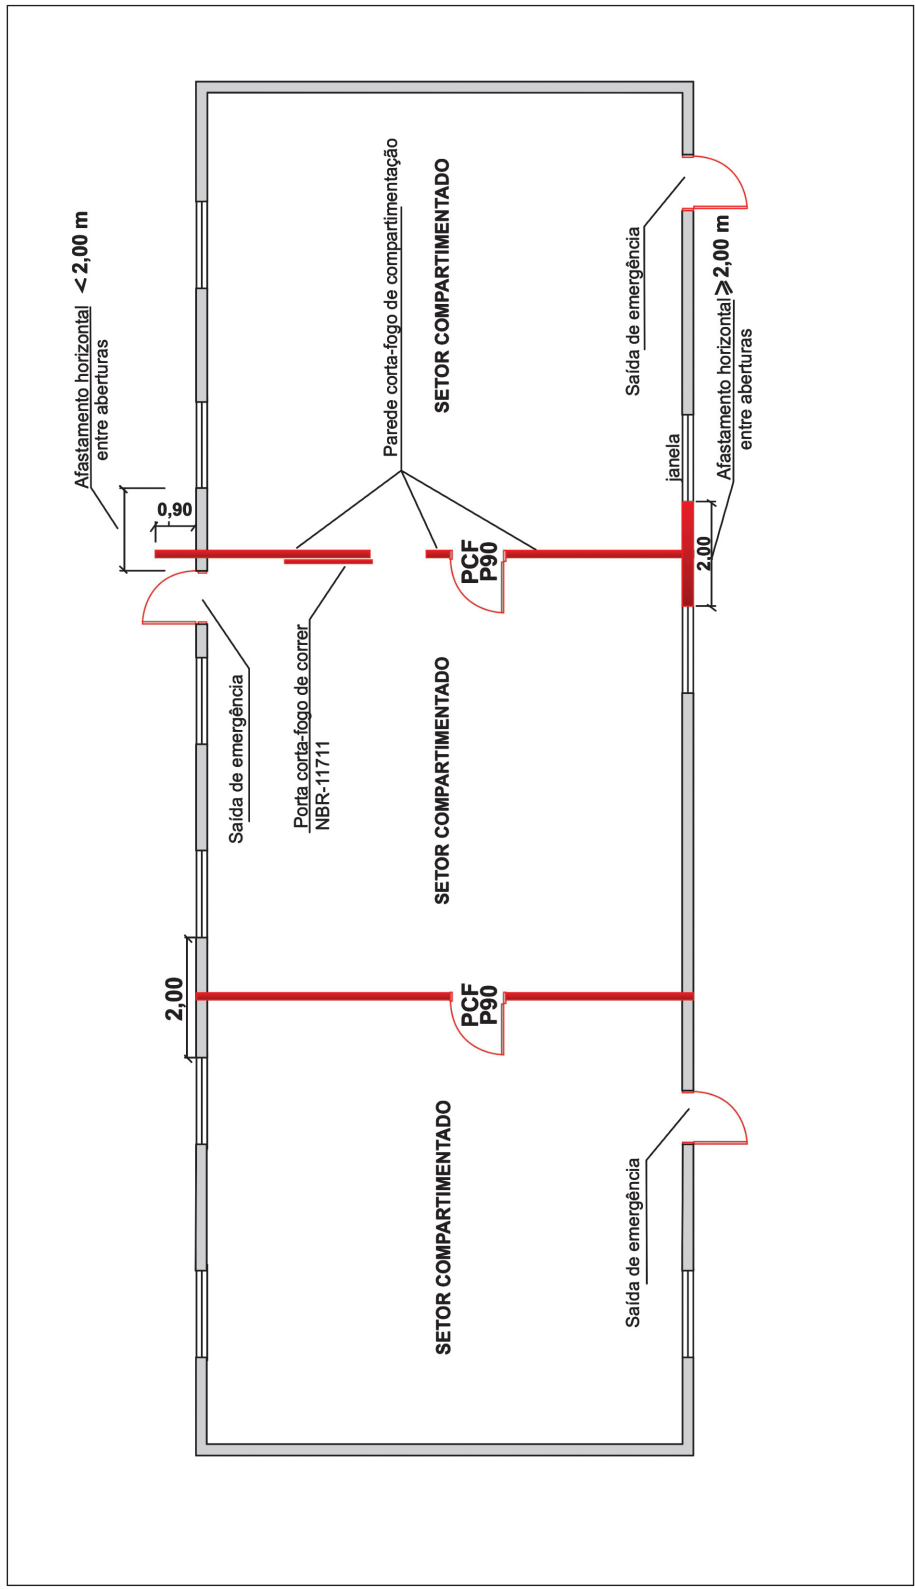 Afastamento horizontal < 2,00 m
entre aberturas
0,90
Parede corta-fogo de compartimentação
SETOR COMPARTIMENTADO
Saída de emergência
janela
Afastamento horizontal ⩾ 2,00 m
entre aberturas
2,00
PCF
P90
Saída de emergência
Porta corta-fogo de correr
NBR-11711
SETOR COMPARTIMENTADO
2,00
PCF
P90
SETOR COMPARTIMENTADO
Saída de emergência